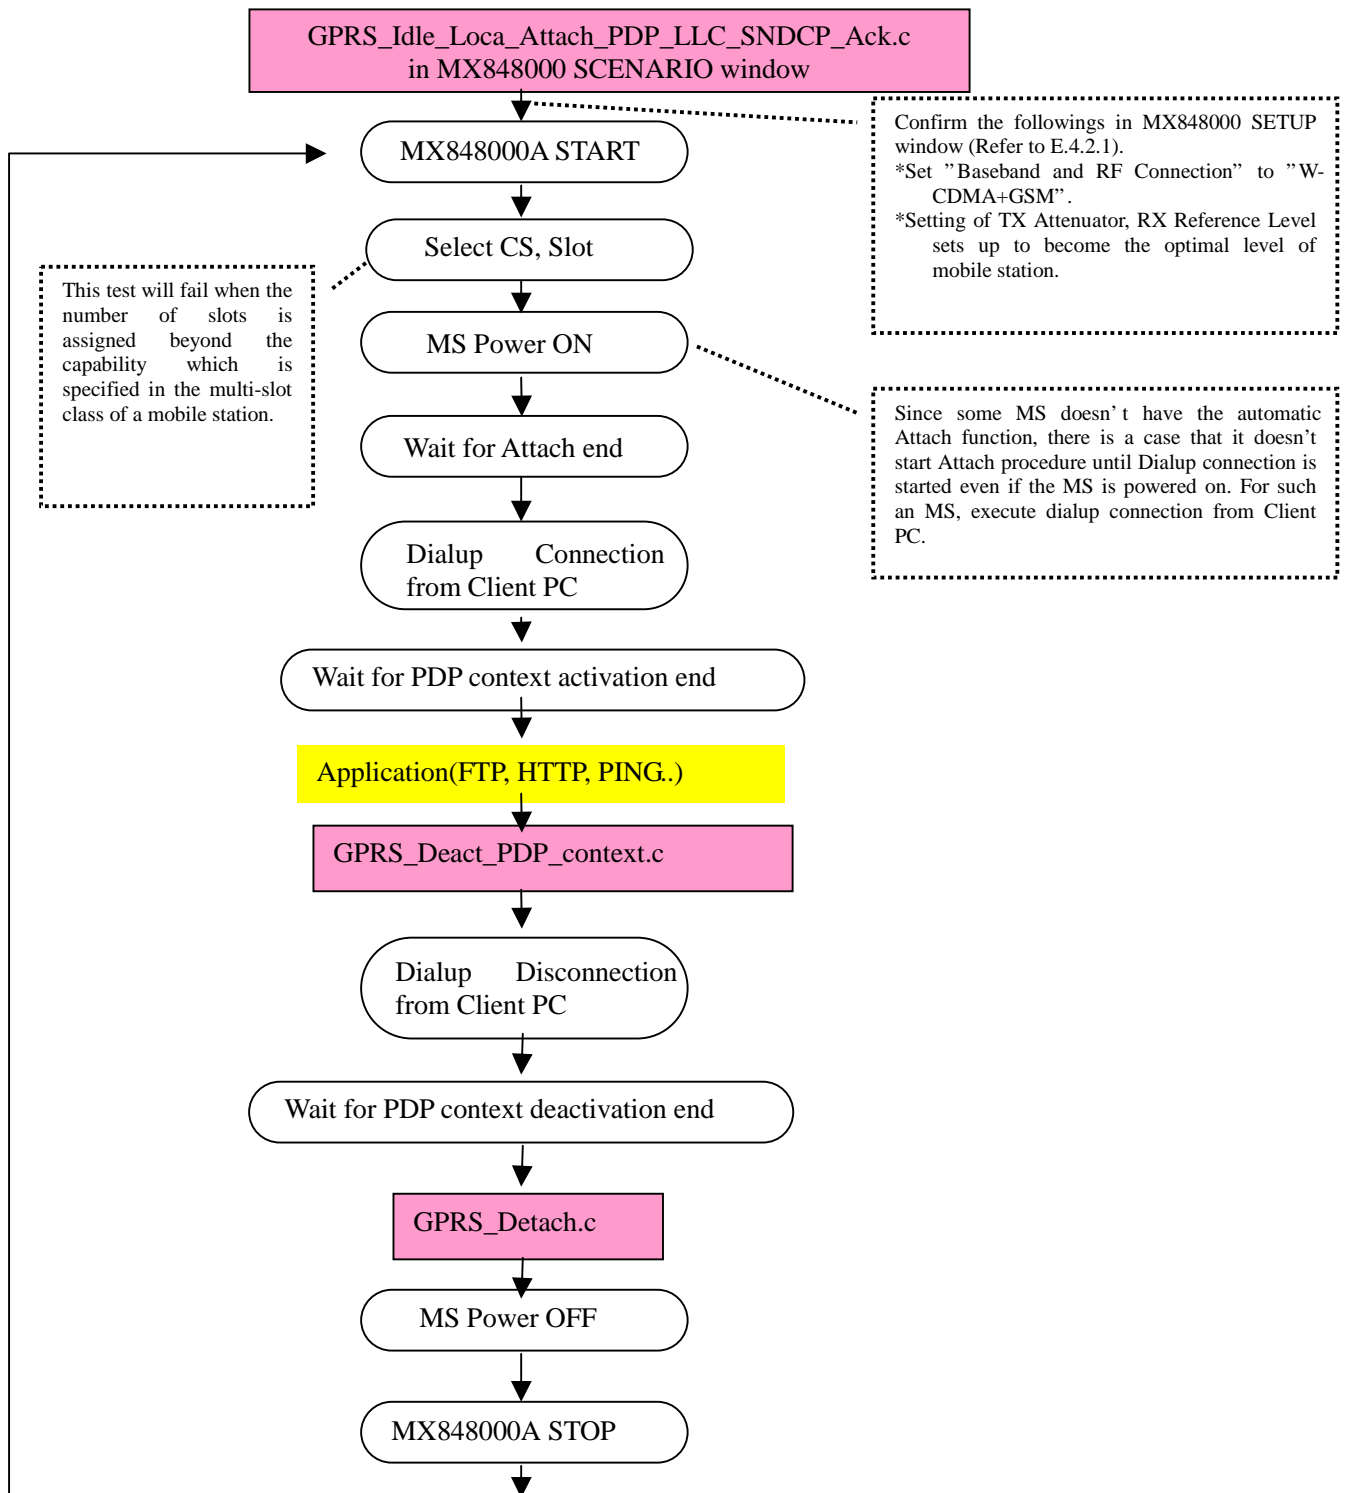 GPRS_Idle_Loca_Attach_PDP_LLC_SNDCP_Ack.c
in MX848000 SCENARIO window
Confirm the followings in MX848000 SETUP
window (Refer to E.4.2.1).
*Set ”Baseband and RF Connection” to ”W-
CDMA+GSM”.
*Setting of TX Attenuator, RX Reference Level
sets up to become the optimal level of
mobile station.
MX848000A START
Select CS, Slot
This test will fail when the
number of slots is
assigned beyond the
capability which is
specified in the multi-slot
class of a mobile station.
MS Power ON
Since some MS doesn’t have the automatic
Attach function, there is a case that it doesn’t
start Attach procedure until Dialup connection is
started even if the MS is powered on. For such
an MS, execute dialup connection from Client
PC.
Wait for Attach end
Dialup Connection
from Client PC
Wait for PDP context activation end
Application(FTP, HTTP, PING..)
GPRS_Deact_PDP_context.c
Dialup Disconnection
from Client PC
Wait for PDP context deactivation end
GPRS_Detach.c
MS Power OFF
MX848000A STOP